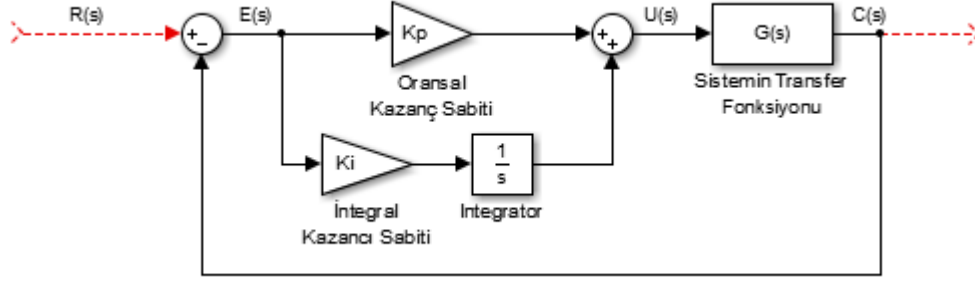 R(s)
E(s)
U(s)
C(s)
+
−
Kp
+
+
G(s)
Oransal
Kazanç Sabiti
Sistemin Transfer
Fonksiyonu
Ki
1
s
İntegral
Kazancı Sabiti
Integrator